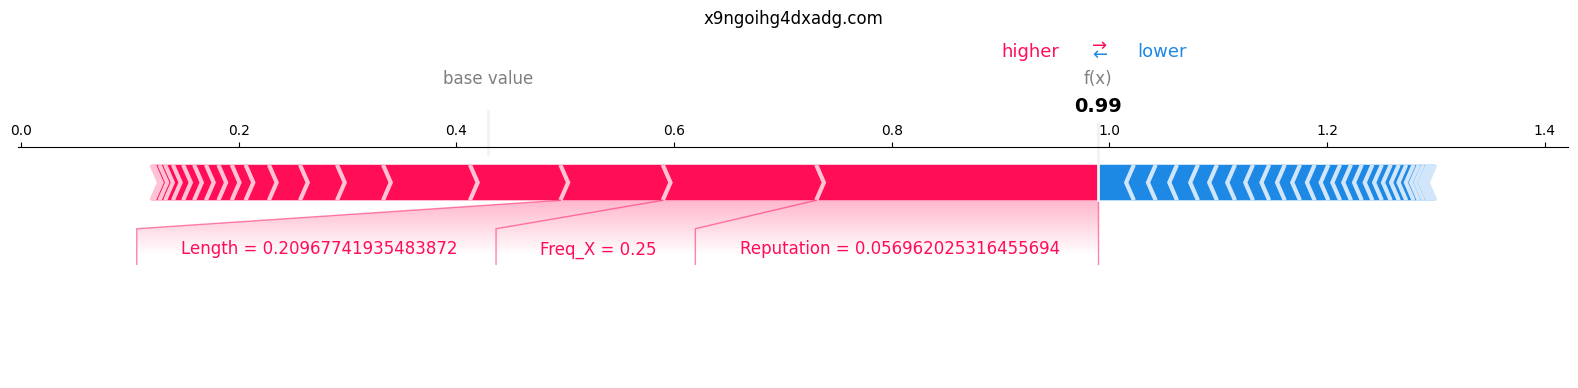 x9ngoihg4dxadg.com
higher → ← lower
base value f(x)
0.99
0.0 0.2 0.4 0.6 0.8 1.0 1.2 1.4
Length = 0.20967741935483872 Freq_X = 0.25 Reputation = 0.056962025316455694